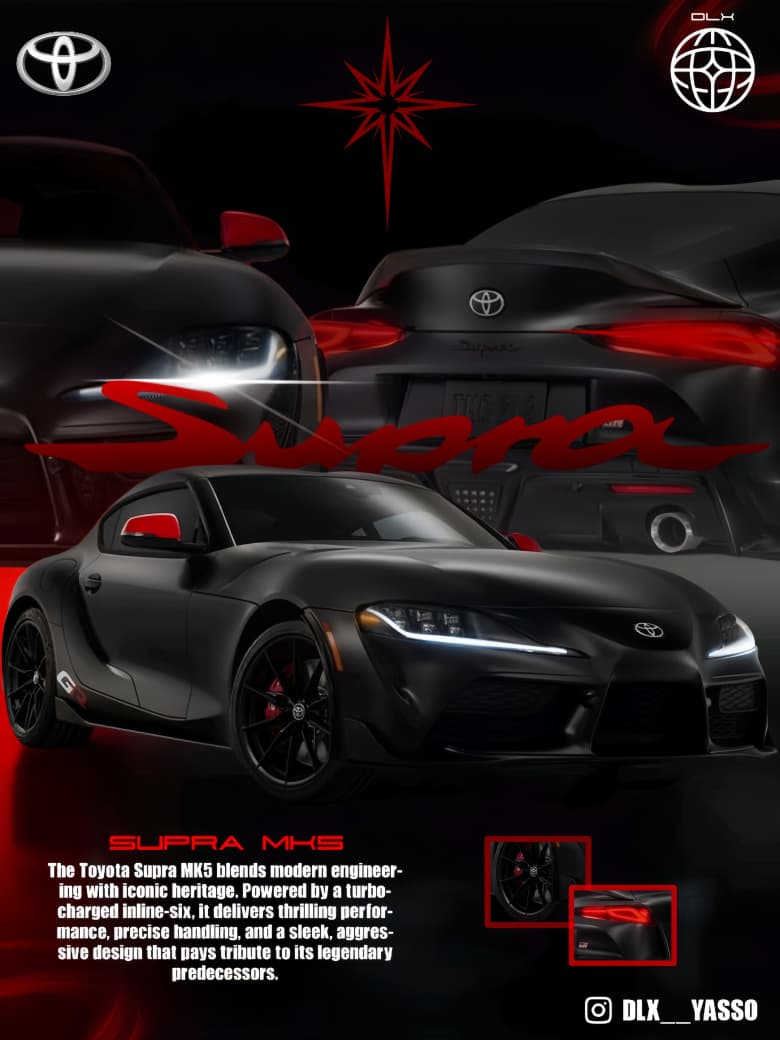 DLX
Supra
Supra
GR
SUPRA MK5
The Toyota Supra MK5 blends modern engineer-
ing with iconic heritage. Powered by a turbo-
charged inline-six, it delivers thrilling perfor-
mance, precise handling, and a sleek, aggres-
sive design that pays tribute to its legendary
predecessors.
DLX__YASSO